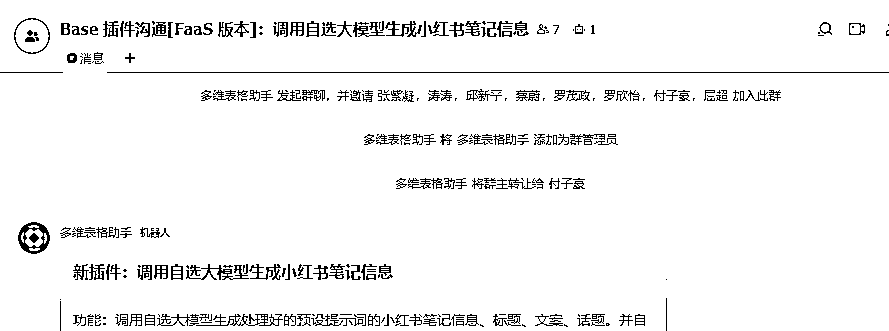 Base 插件沟通[FaaS 版本]：调用自选大模型生成小红书笔记信息 7 1
消息 +
多维表格助手 发起群聊，并邀请 张紫凝，涛涛，邱新平，蔡蔚，罗茂政，罗欣怡，付子豪，屈超 加入此群
多维表格助手 将 多维表格助手 添加为群管理员
多维表格助手 将群主转让给 付子豪
多维表格助手 机器人
新插件：调用自选大模型生成小红书笔记信息
功能：调用自选大模型生成处理好的预设提示词的小红书笔记信息、标题、文案、话题。并自